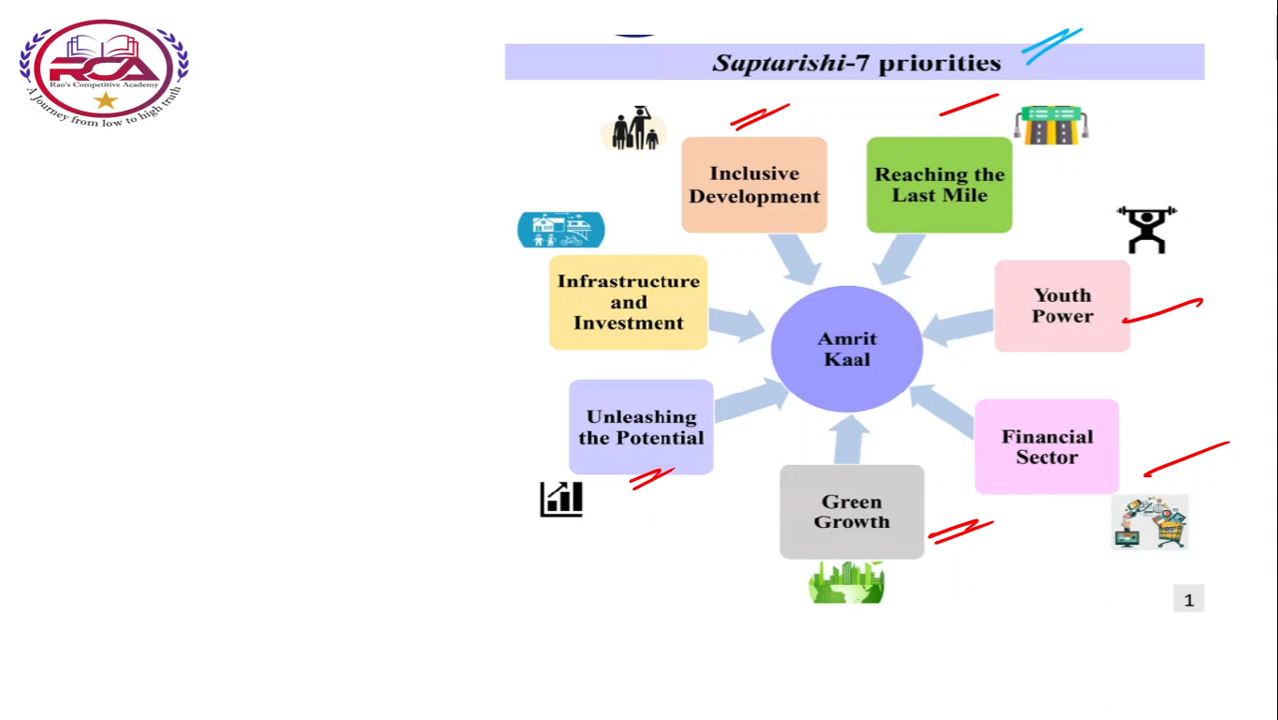 RCA
Rao's Competitive Academy
A Journey from low to high truth
Saptarishi-7 priorities
Inclusive
Development
Reaching the
Last Mile
Infrastructure
and
Investment
Youth
Power
Amrit
Kaal
Unleashing
the Potential
Financial
Sector
Green
Growth
1